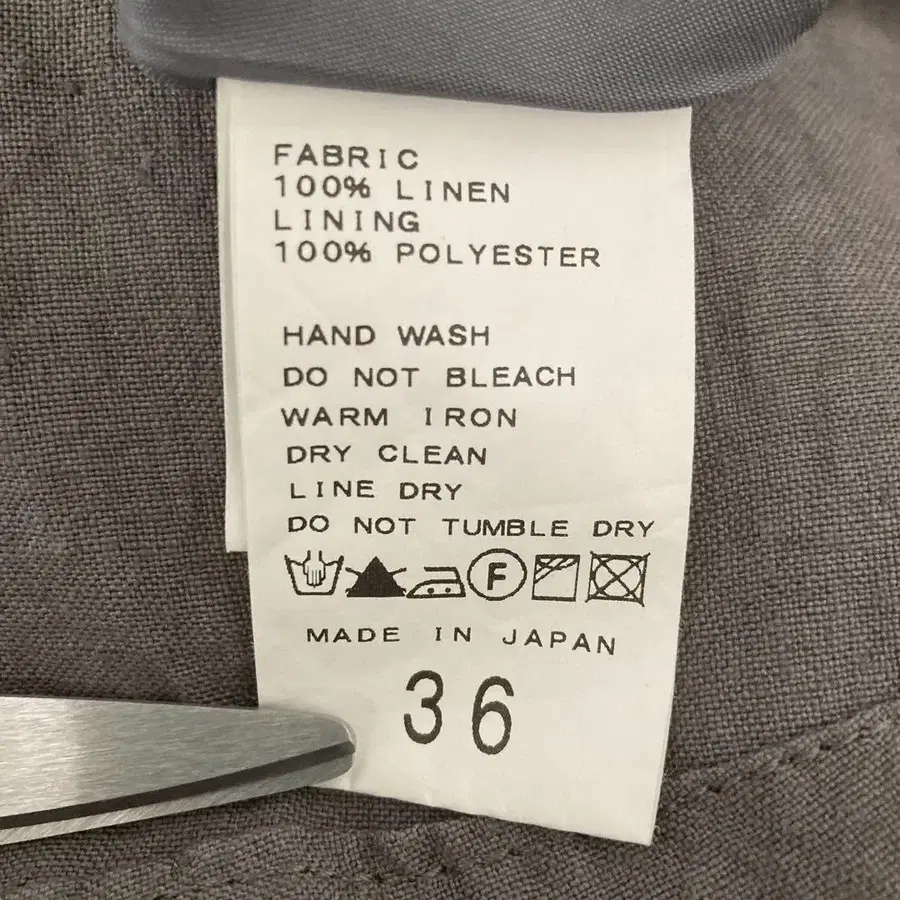 FABRIC
100% LINEN
LINING
100% POLYESTER
HAND WASH
DO NOT BLEACH
WARM IRON
DRY CLEAN
LINE DRY
DO NOT TUMBLE DRY
F
MADE IN JAPAN
36